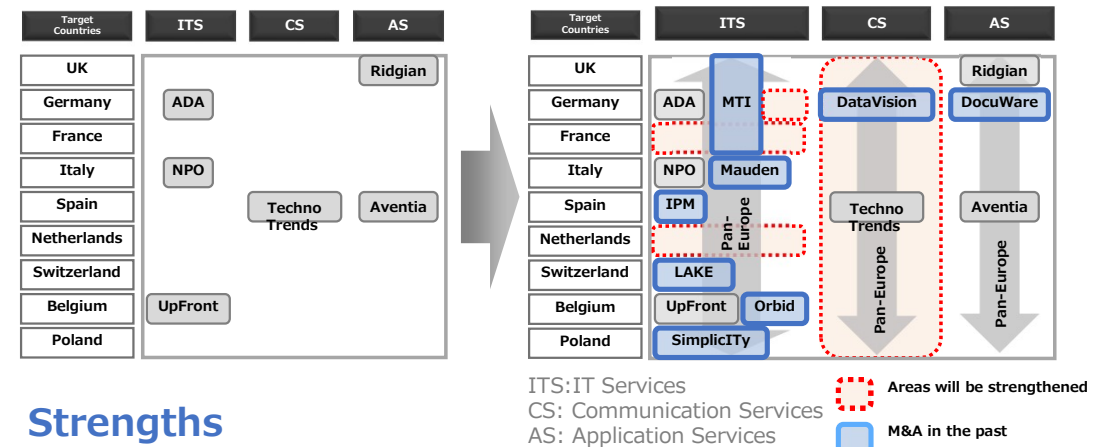 Target
Countries
ITS
CS
AS
UK
Ridgian
Germany
ADA
France
Italy
NPO
Spain
Techno
Trends
Aventia
Netherlands
Switzerland
Belgium
UpFront
Poland
Target
Countries
ITS
CS
AS
UK
Ridgian
Germany
ADA
MTI
DataVision
DocuWare
France
Italy
NPO
Mauden
Spain
IPM
Techno
Trends
Aventia
Netherlands
Pan-
Europe
Switzerland
LAKE
Pan-Europe
Pan-Europe
Belgium
UpFront
Orbid
Poland
SimplicITy
Strengths
ITS:IT Services
CS: Communication Services
AS: Application Services
Areas will be strengthened
M&A in the past